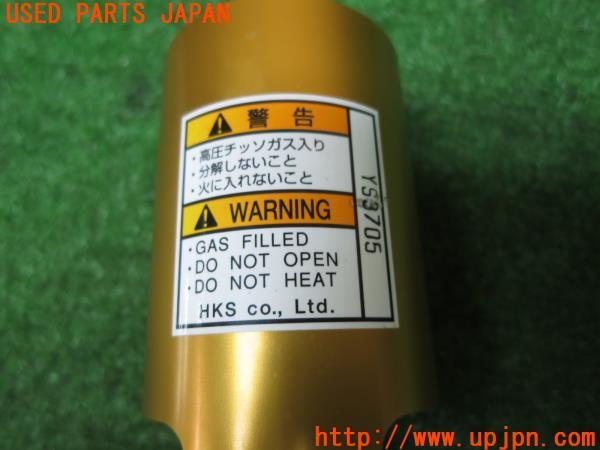 USED PARTS JAPAN
警告
・高圧チッソガス入り
・分解しないこと
・火に入れないこと
WARNING
・GAS FILLED
・DO NOT OPEN
・DO NOT HEAT
HKS co., Ltd.
YS3705
http://www.upjpn.com